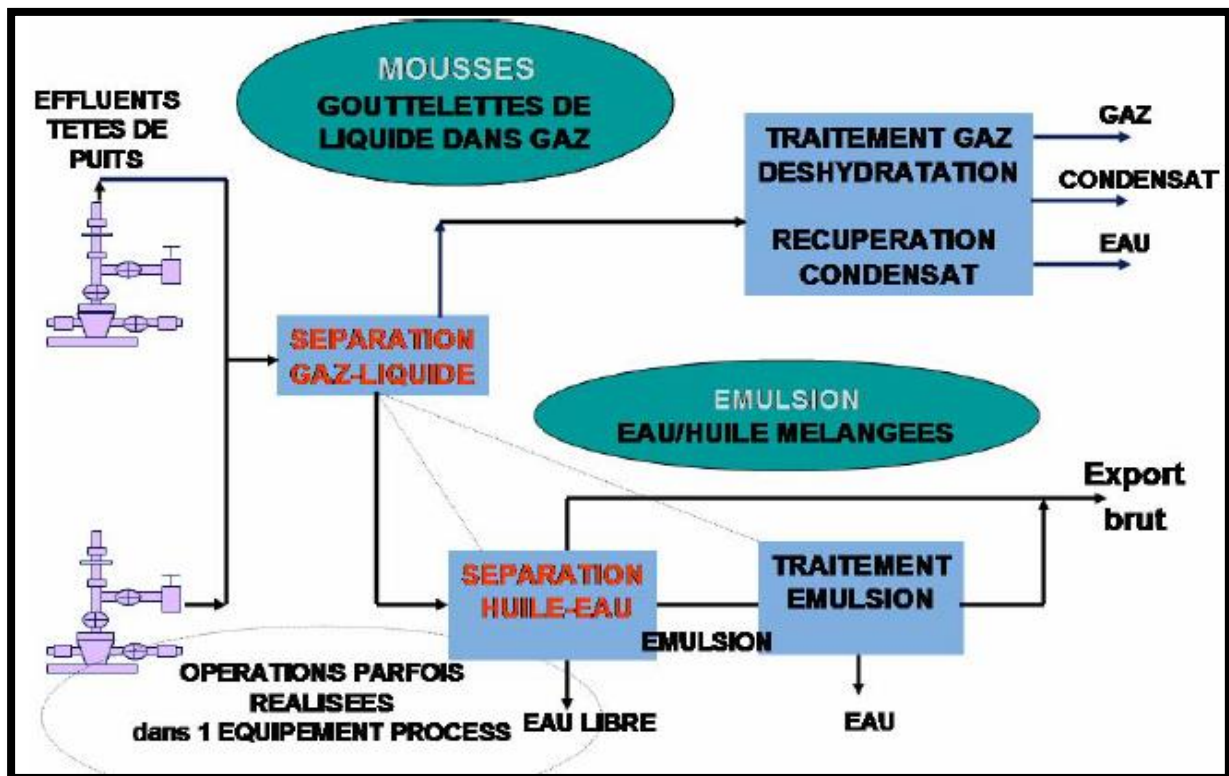 MOUSSES
GOUTTELETTES DE
LIQUIDE DANS GAZ
EFFLUENTS
TETES DE
PUITS
TRAITEMENT GAZ
DESHYDRATATION
RECUPERATION
CONDENSAT
GAZ
CONDENSAT
EAU
SEPARATION
GAZ-LIQUIDE
EMULSION
EAU/HUILE MELANGEES
Export
brut
SEPARATION
HUILE-EAU
EMULSION
TRAITEMENT
EMULSION
OPERATIONS PARFOIS
REALISEES
dans 1 EQUIPEMENT PROCESS
EAU LIBRE
EAU